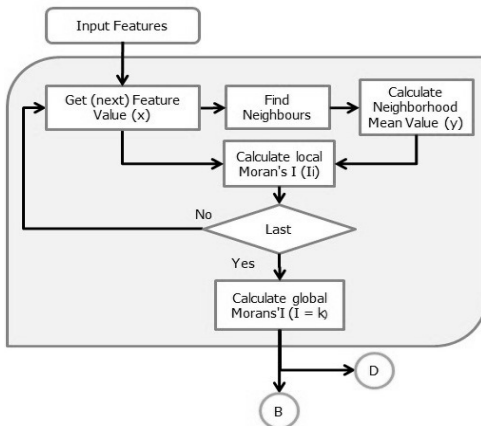 Input Features
Get (next) Feature
Value (x)
Find
Neighbours
Calculate
Neighborhood
Mean Value (y)
Calculate local
Moran's I (Ii)
No
Last
Yes
Calculate global
Morans'I (I = k)
D
B